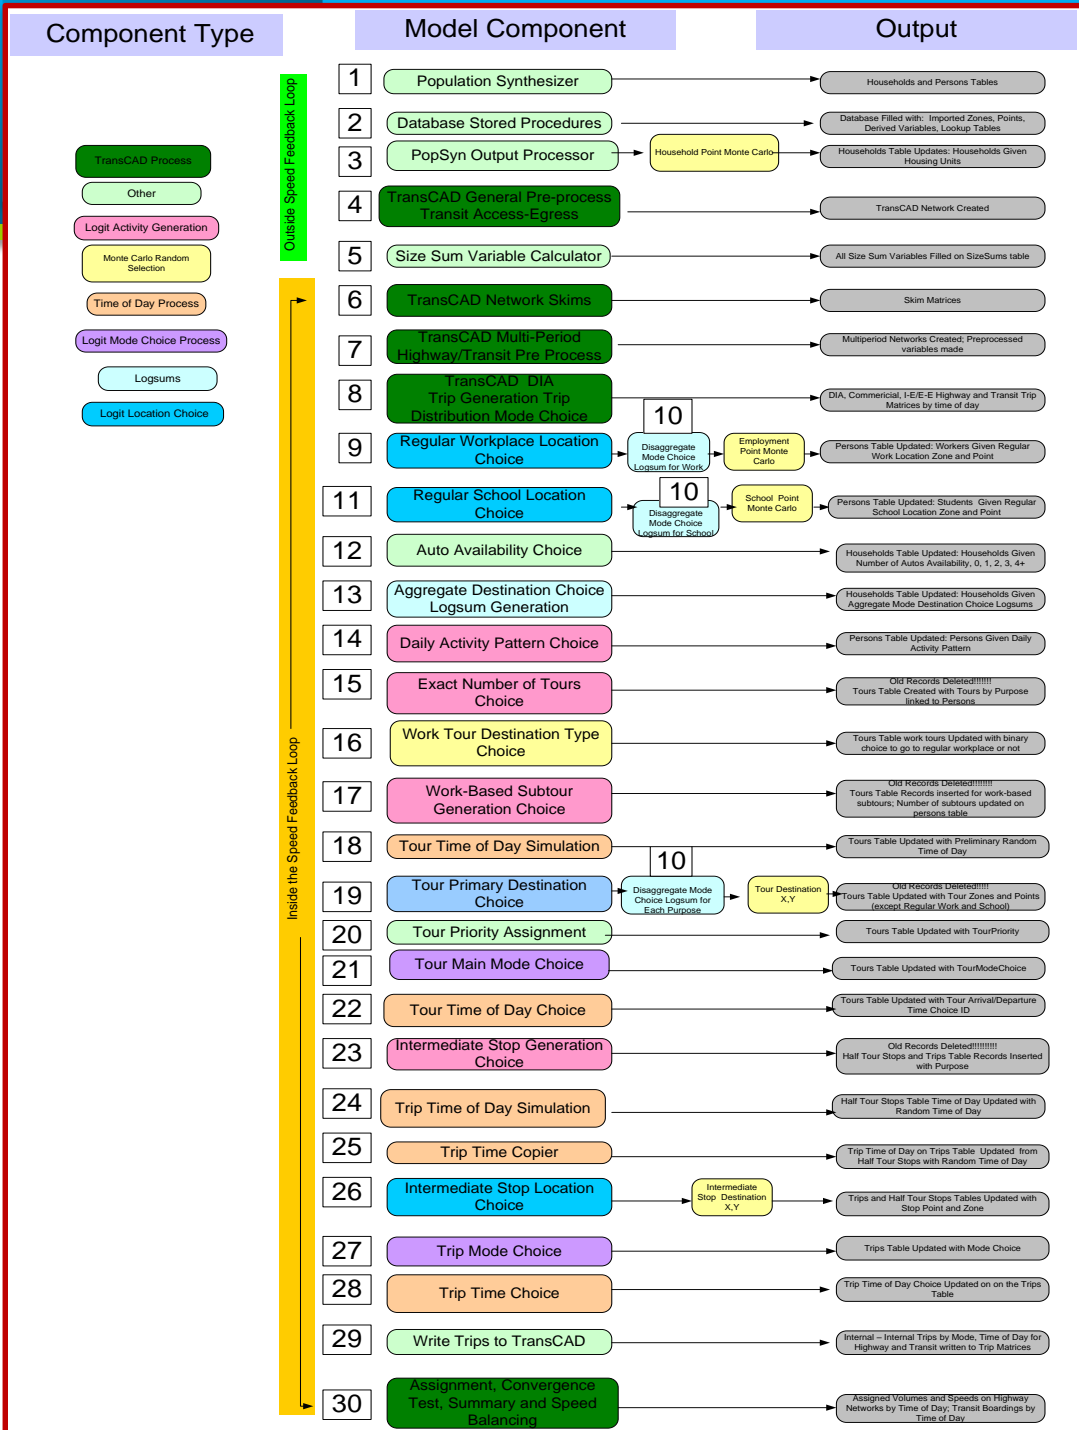 Component Type
Model Component
Output
TransCAD Process
Other
Logit Activity Generation
Monte Carlo Random
Selection
Time of Day Process
Logit Mode Choice Process
Logsums
Logit Location Choice
Outside Speed Feedback Loop
Inside the Speed Feedback Loop
1
Population Synthesizer
Households and Persons Tables
2
Database Stored Procedures
Database Filled with: Imported Zones, Points,
Derived Variables, Lookup Tables
3
PopSyn Output Processor
Household Point Monte Carlo
Households Table Updates: Households Given
Housing Units
4
TransCAD General Pre-process
Transit Access-Egress
TransCAD Network Created
5
Size Sum Variable Calculator
All Size Sum Variables Filled on SizeSums table
6
TransCAD Network Skims
Skim Matrices
7
TransCAD Multi-Period
Highway/Transit Pre Process
Multiperiod Networks Created; Preprocessed
variables made
8
TransCAD DIA
Trip Generation Trip
Distribution Mode Choice
DIA, Commericial, I-E/E-E Highway and Transit Trip
Matrices by time of day
9
Regular Workplace Location
Choice
10
Disaggregate
Mode Choice
Logsum for Work
Employment
Point Monte
Carlo
Persons Table Updated: Workers Given Regular
Work Location Zone and Point
11
Regular School Location
Choice
10
Disaggregate
Mode Choice
Logsum for School
School Point
Monte Carlo
Persons Table Updated: Students Given Regular
School Location Zone and Point
12
Auto Availability Choice
Households Table Updated: Households Given
Number of Autos Availability, 0, 1, 2, 3, 4+
13
Aggregate Destination Choice
Logsum Generation
Households Table Updated: Households Given
Aggregate Mode Destination Choice Logsums
14
Daily Activity Pattern Choice
Persons Table Updated: Persons Given Daily
Activity Pattern
15
Exact Number of Tours
Choice
Old Records Deleted!!!!!!!
Tours Table Created with Tours by Purpose
linked to Persons
16
Work Tour Destination Type
Choice
Tours Table work tours Updated with binary
choice to go to regular workplace or not
17
Work-Based Subtour
Generation Choice
Old Records Deleted!!!!!!!!
Tours Table Records inserted for work-based
subtours; Number of subtours updated on
persons table
18
Tour Time of Day Simulation
Tours Table Updated with Preliminary Random
Time of Day
19
Tour Primary Destination
Choice
10
Disaggregate Mode
Choice Logsum for
Each Purpose
Tour Destination
X,Y
Old Records Deleted!!!!!
Tours Table Updated with Tour Zones and Points
(except Regular Work and School)
20
Tour Priority Assignment
Tours Table Updated with TourPriority
21
Tour Main Mode Choice
Tours Table Updated with TourModeChoice
22
Tour Time of Day Choice
Tours Table Updated with Tour Arrival/Departure
Time Choice ID
23
Intermediate Stop Generation
Choice
Old Records Deleted!!!!!!!!!!
Half Tour Stops and Trips Table Records Inserted
with Purpose
24
Trip Time of Day Simulation
Half Tour Stops Table Time of Day Updated with
Random Time of Day
25
Trip Time Copier
Trip Time of Day on Trips Table Updated from
Half Tour Stops with Random Time of Day
26
Intermediate Stop Location
Choice
Intermediate
Stop Destination
X,Y
Trips and Half Tour Stops Tables Updated with
Stop Point and Zone
27
Trip Mode Choice
Trips Table Updated with Mode Choice
28
Trip Time Choice
Trip Time of Day Choice Updated on on the Trips
Table
29
Write Trips to TransCAD
Internal – Internal Trips by Mode, Time of Day for
Highway and Transit written to Trip Matrices
30
Assignment, Convergence
Test, Summary and Speed
Balancing
Assigned Volumes and Speeds on Highway
Networks by Time of Day; Transit Boardings by
Time of Day